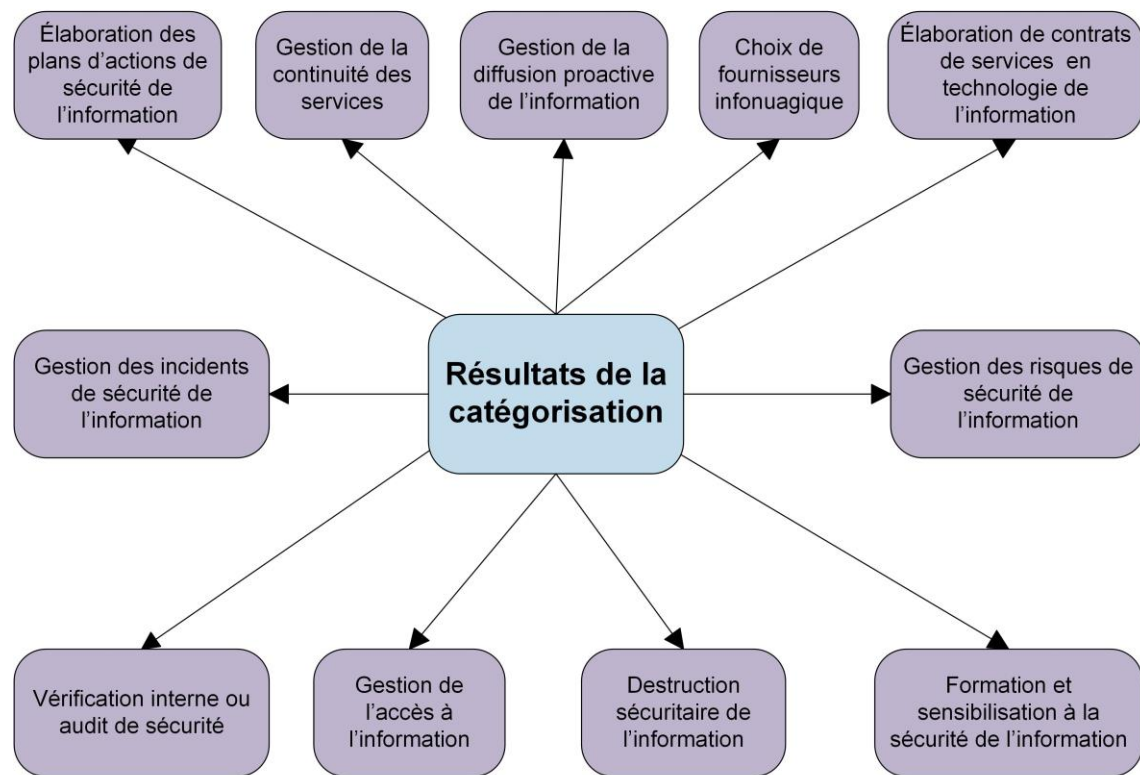 Élaboration des
plans d'actions de
sécurité de
l'information
Gestion de la
continuité des
services
Gestion de la
diffusion proactive
de l'information
Choix de
fournisseurs
infonuagique
Élaboration de contrats
de services en
technologie de
l'information
Gestion des incidents
de sécurité de
l'information
Résultats de la
catégorisation
Gestion des risques de
sécurité de
l'information
Vérification interne ou
audit de sécurité
Gestion de
l'accès à
l'information
Destruction
sécuritaire de
l'information
Formation et
sensibilisation à la
sécurité de l'information